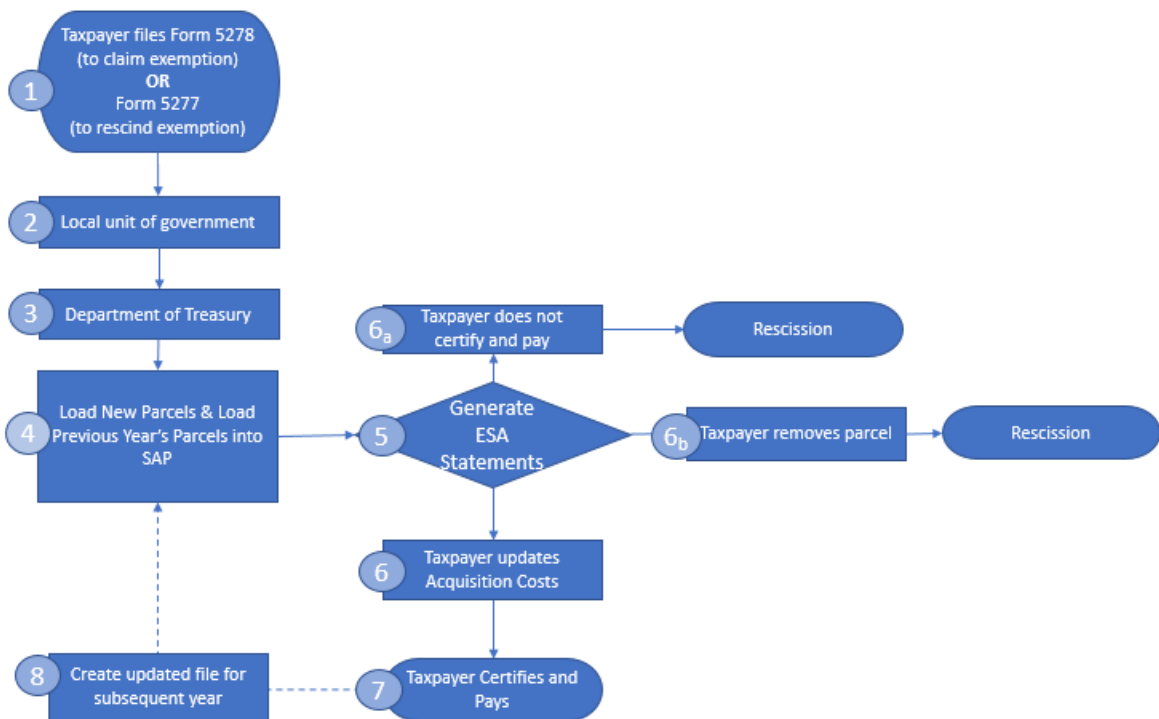 1
Taxpayer files Form 5278
(to claim exemption)
OR
Form 5277
(to rescind exemption)
2
Local unit of government
3
Department of Treasury
4
Load New Parcels & Load
Previous Year's Parcels into
SAP
5
Generate
ESA
Statements
6a
Taxpayer does not
certify and pay
Rescission
6b
Taxpayer removes parcel
Rescission
6
Taxpayer updates
Acquisition Costs
7
Taxpayer Certifies and
Pays
8
Create updated file for
subsequent year